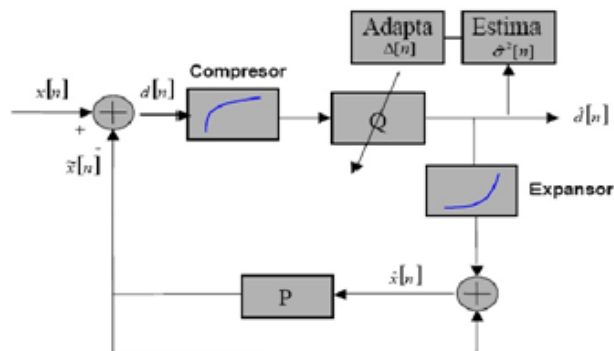 Adapta
Δ[n]
Estima
σ̂²[n]
Compresor
x[n]
d[n]
+
-
x̃[n]
Q
d̂[n]
Expansor
x̂[n]
P